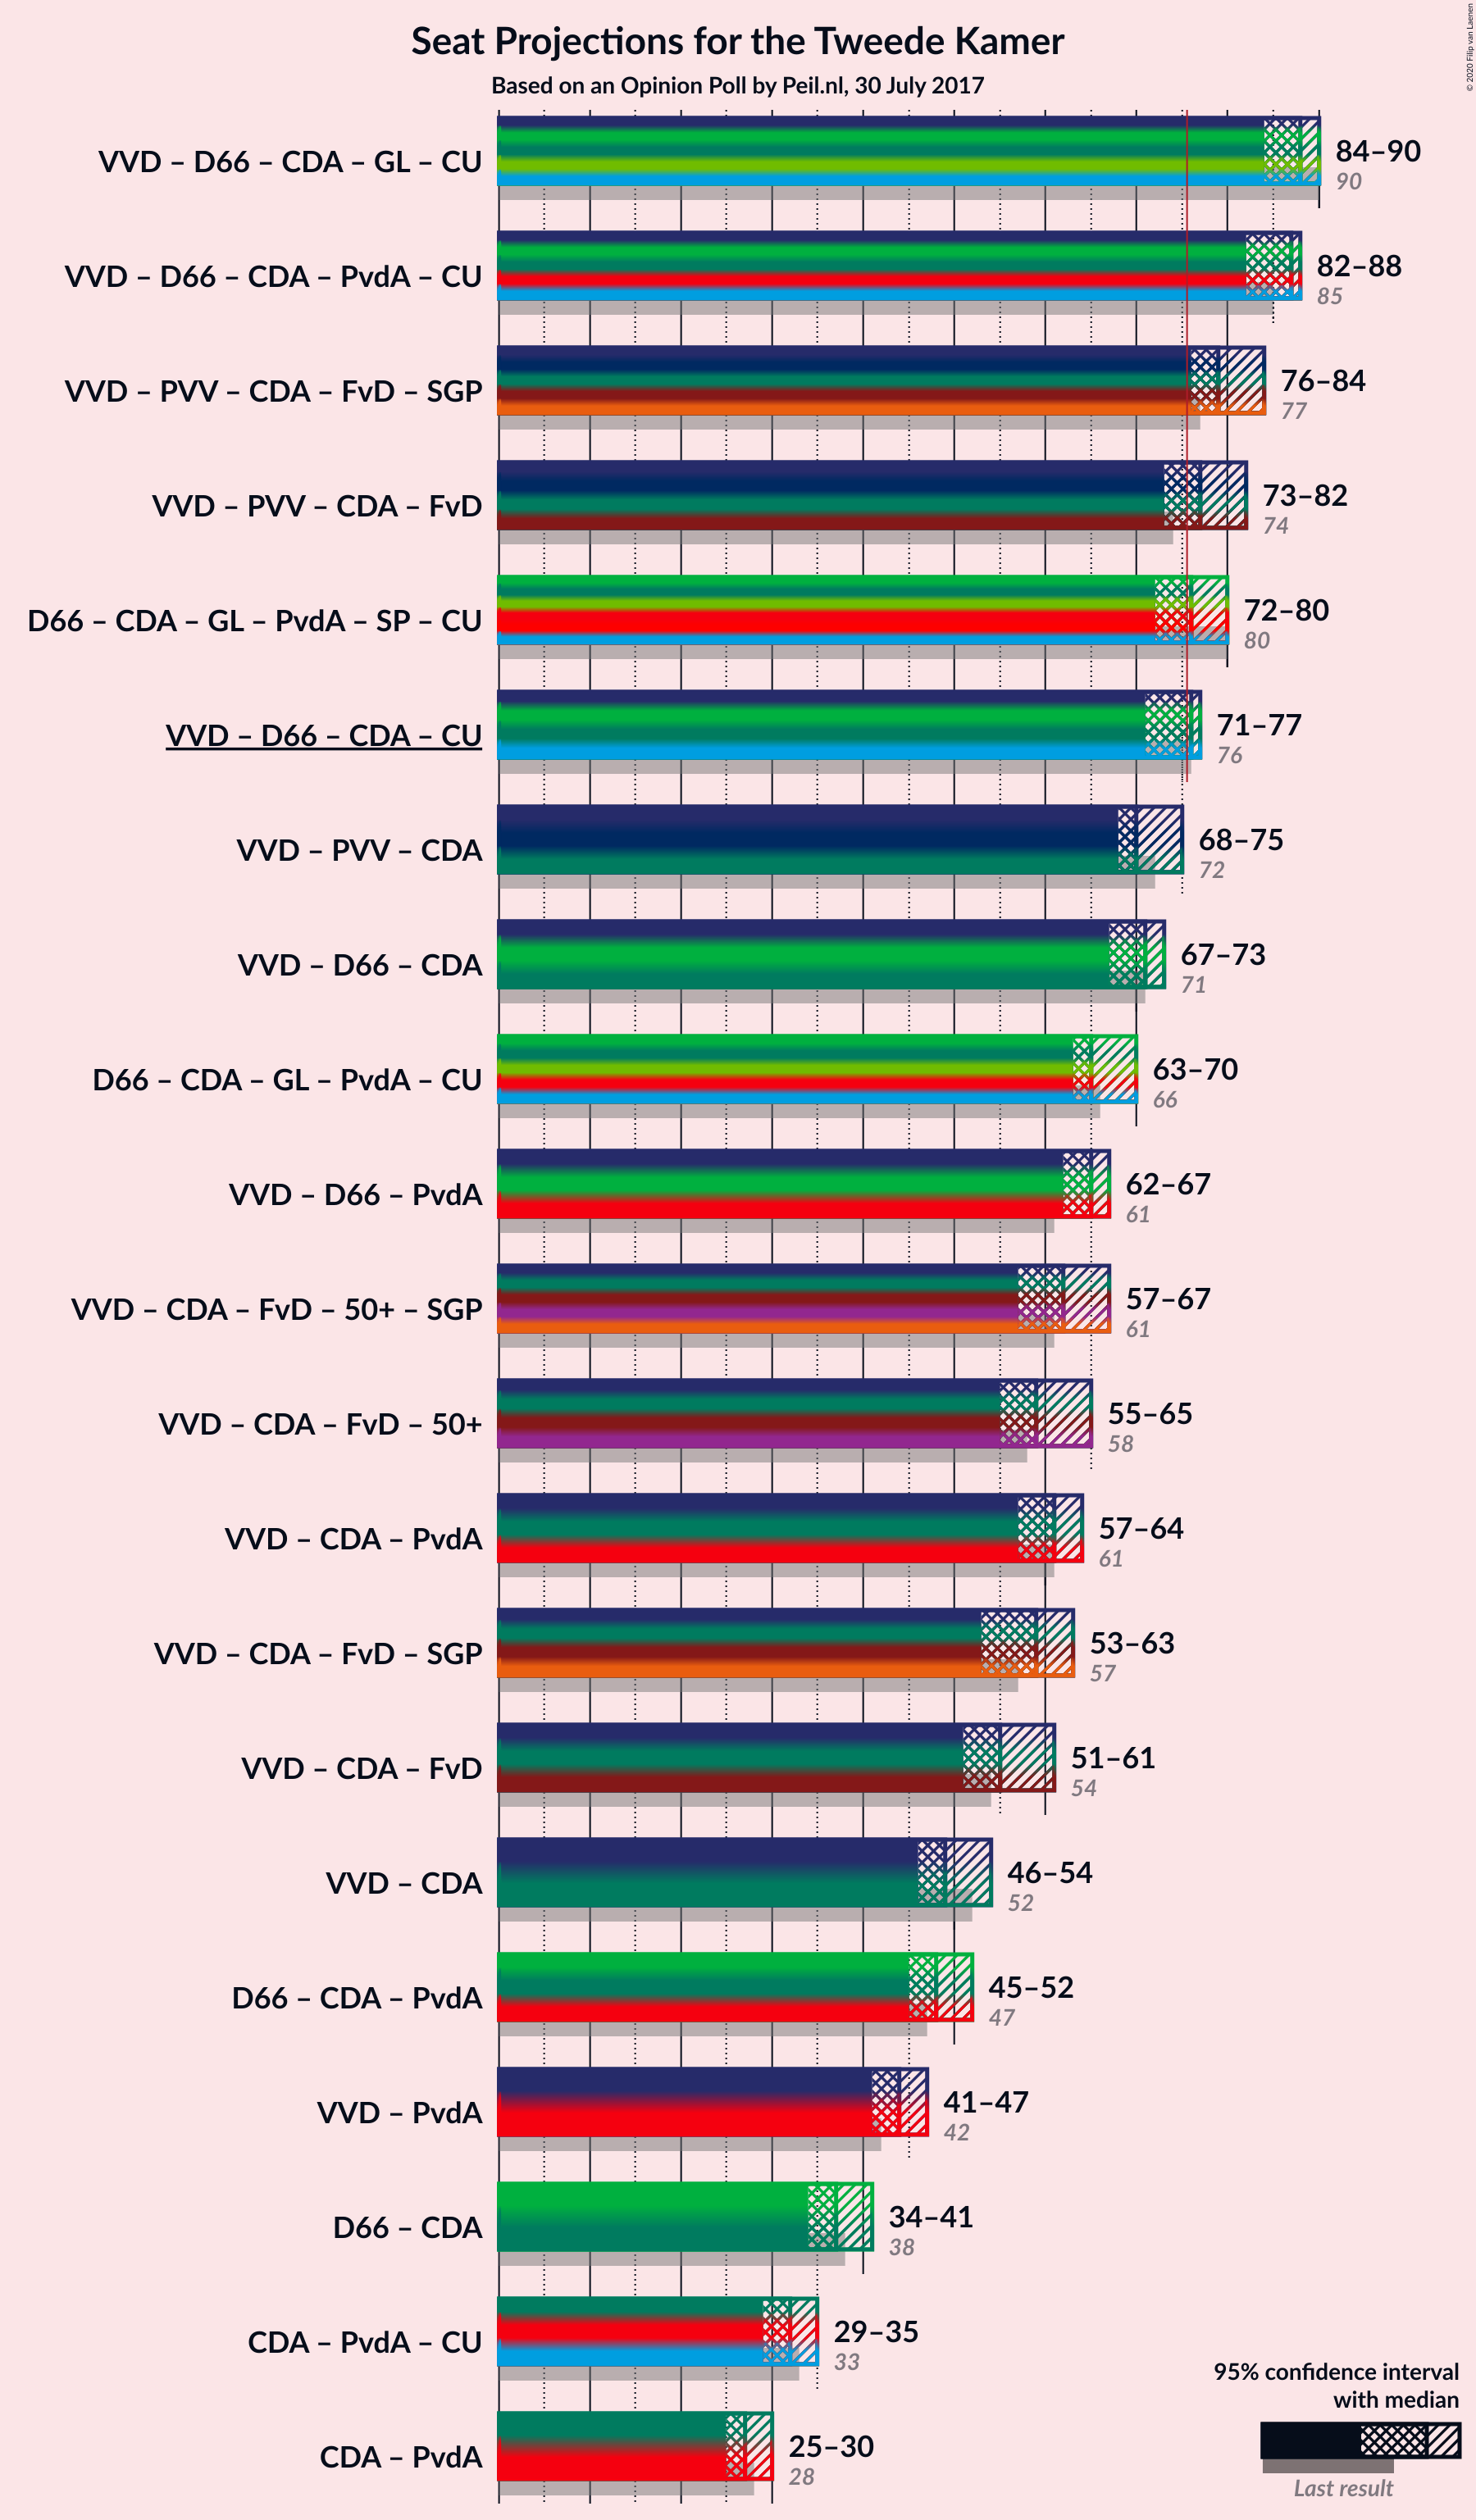 Seat Projections for the Tweede Kamer
Based on an Opinion Poll by Peil.nl, 30 July 2017
© 2020 Filip van Laenen
VVD – D66 – CDA – GL – CU
84–90
90
VVD – D66 – CDA – PvdA – CU
82–88
85
VVD – PVV – CDA – FvD – SGP
76–84
77
VVD – PVV – CDA – FvD
73–82
74
D66 – CDA – GL – PvdA – SP – CU
72–80
80
VVD – D66 – CDA – CU
71–77
76
VVD – PVV – CDA
68–75
72
VVD – D66 – CDA
67–73
71
D66 – CDA – GL – PvdA – CU
63–70
66
VVD – D66 – PvdA
62–67
61
VVD – CDA – FvD – 50+ – SGP
57–67
61
VVD – CDA – FvD – 50+
55–65
58
VVD – CDA – PvdA
57–64
61
VVD – CDA – FvD – SGP
53–63
57
VVD – CDA – FvD
51–61
54
VVD – CDA
46–54
52
D66 – CDA – PvdA
45–52
47
VVD – PvdA
41–47
42
D66 – CDA
34–41
38
CDA – PvdA – CU
29–35
33
CDA – PvdA
25–30
28
95% confidence interval
with median
Last result